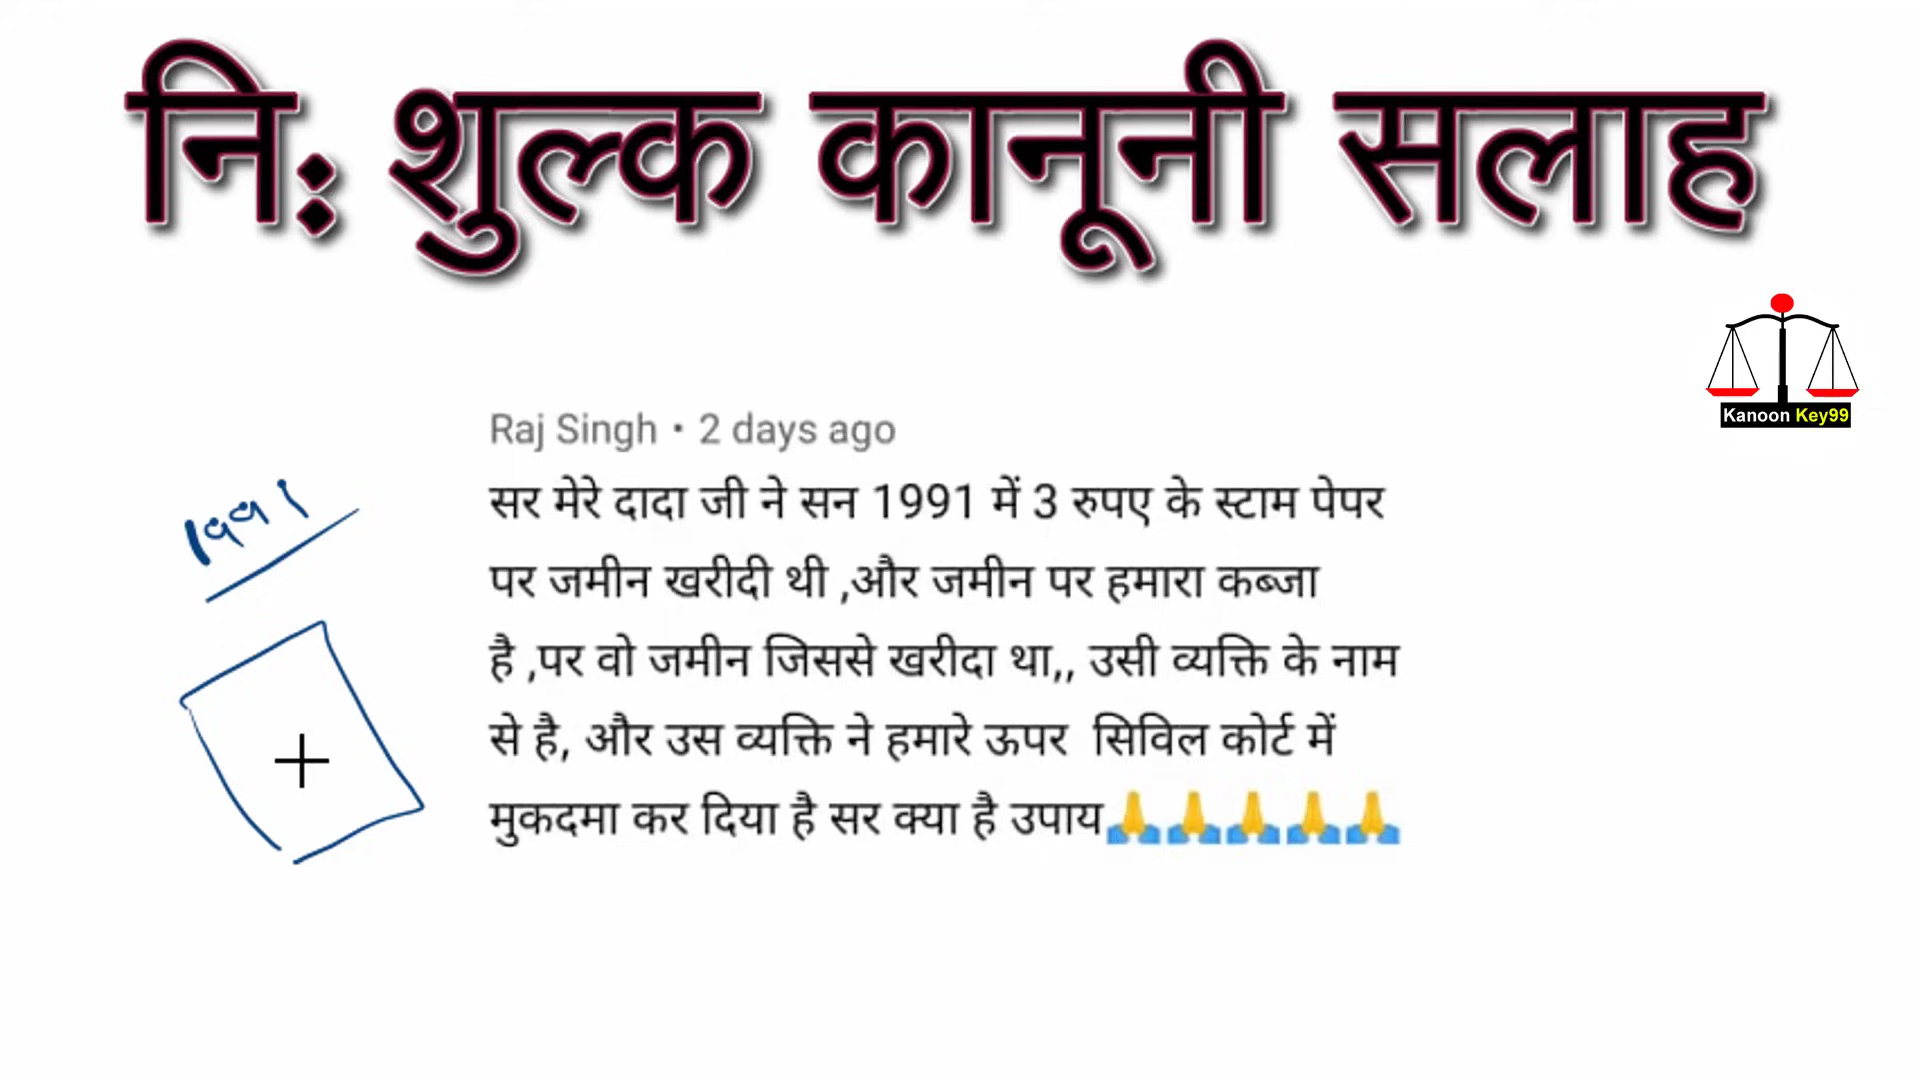 नि: शुल्क कानूनी सलाह
Kanoon Key99
Raj Singh • 2 days ago
1991
सर मेरे दादा जी ने सन 1991 में 3 रुपए के स्टाम पेपर
पर जमीन खरीदी थी ,और जमीन पर हमारा कब्जा
है ,पर वो जमीन जिससे खरीदा था,, उसी व्यक्ति के नाम
से है, और उस व्यक्ति ने हमारे ऊपर सिविल कोर्ट में
मुकदमा कर दिया है सर क्या है उपाय🙏🙏🙏🙏🙏